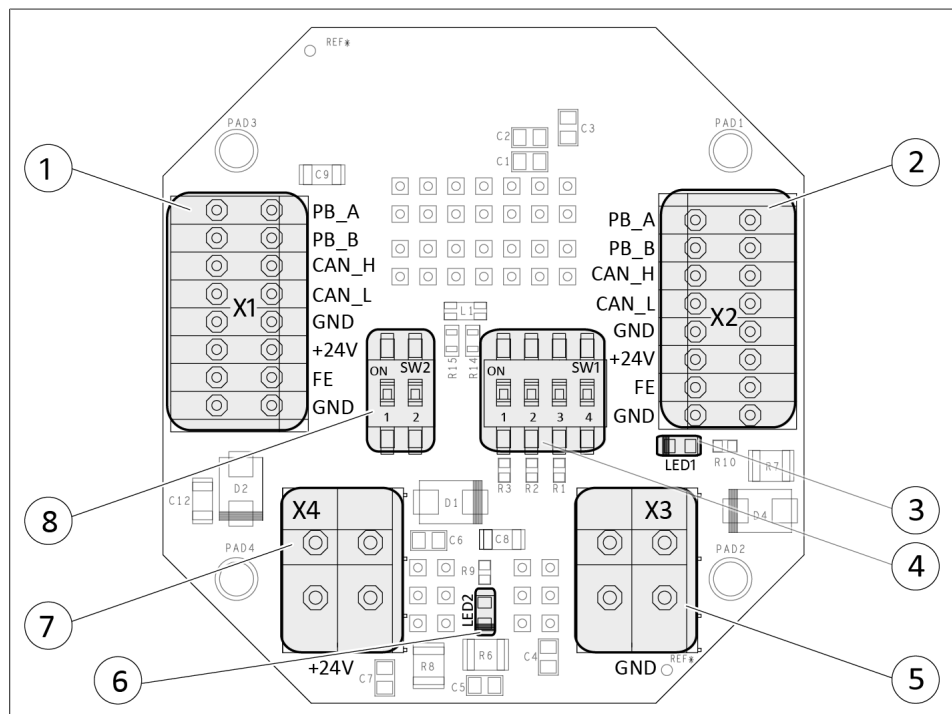 REF*
PAD3
PAD1
C2
C3
C1
C9
1
2
PB_A
PB_B
CAN_H
CAN_L
GND
+24V
FE
GND
X1
PB_A
PB_B
CAN_H
CAN_L
GND
+24V
FE
GND
X2
L1
R15
R14
ON SW2
1 2
ON SW1
1 2 3 4
R3 R2 R1
LED1
R10
R7
3
8
C12
D2
D1
D4
X4
X3
4
PAD4
PAD2
C6
C8
R9
LED2
7
6
5
+24V
C7
R8
C5
R6
C4
GND
REF*